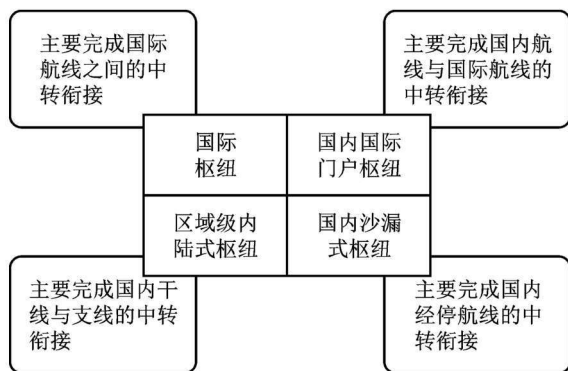 主要完成国际
航线之间的中
转衔接
主要完成国内航
线与国际航线的
中转衔接
国际
枢纽
国内国际
门户枢纽
区域级内
陆式枢纽
国内沙漏
式枢纽
主要完成国内干
线与支线的中转
衔接
主要完成国内
经停航线的中
转衔接